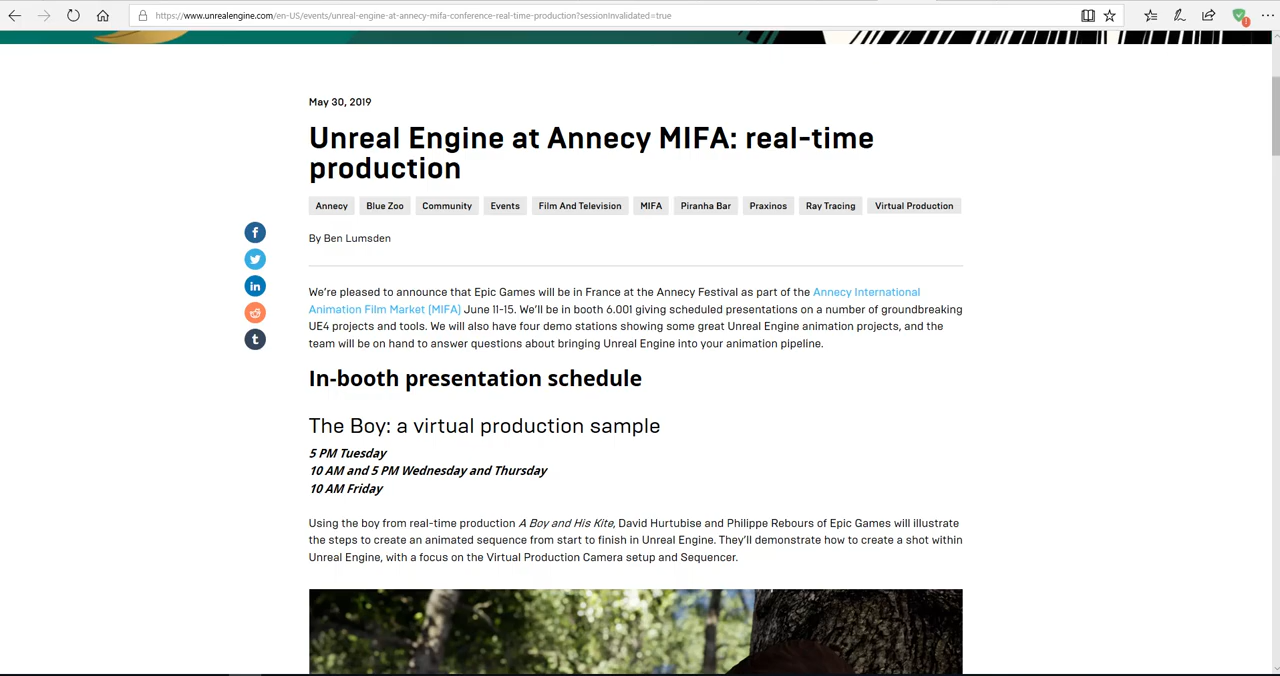 https://www.unrealengine.com/en-US/events/unreal-engine-at-annecy-mifa-conference-real-time-production?sessionInvalidated=true
May 30, 2019
Unreal Engine at Annecy MIFA: real-time
production
Annecy Blue Zoo Community Events Film And Television MIFA Piranha Bar Praxinos Ray Tracing Virtual Production
By Ben Lumsden
We’re pleased to announce that Epic Games will be in France at the Annecy Festival as part of the Annecy International
Animation Film Market (MIFA) June 11-15. We’ll be in booth 6.001 giving scheduled presentations on a number of groundbreaking
UE4 projects and tools. We will also have four demo stations showing some great Unreal Engine animation projects, and the
team will be on hand to answer questions about bringing Unreal Engine into your animation pipeline.
In-booth presentation schedule
The Boy: a virtual production sample
5 PM Tuesday
10 AM and 5 PM Wednesday and Thursday
10 AM Friday
Using the boy from real-time production A Boy and His Kite, David Hurtubise and Philippe Rebours of Epic Games will illustrate
the steps to create an animated sequence from start to finish in Unreal Engine. They’ll demonstrate how to create a shot within
Unreal Engine, with a focus on the Virtual Production Camera setup and Sequencer.